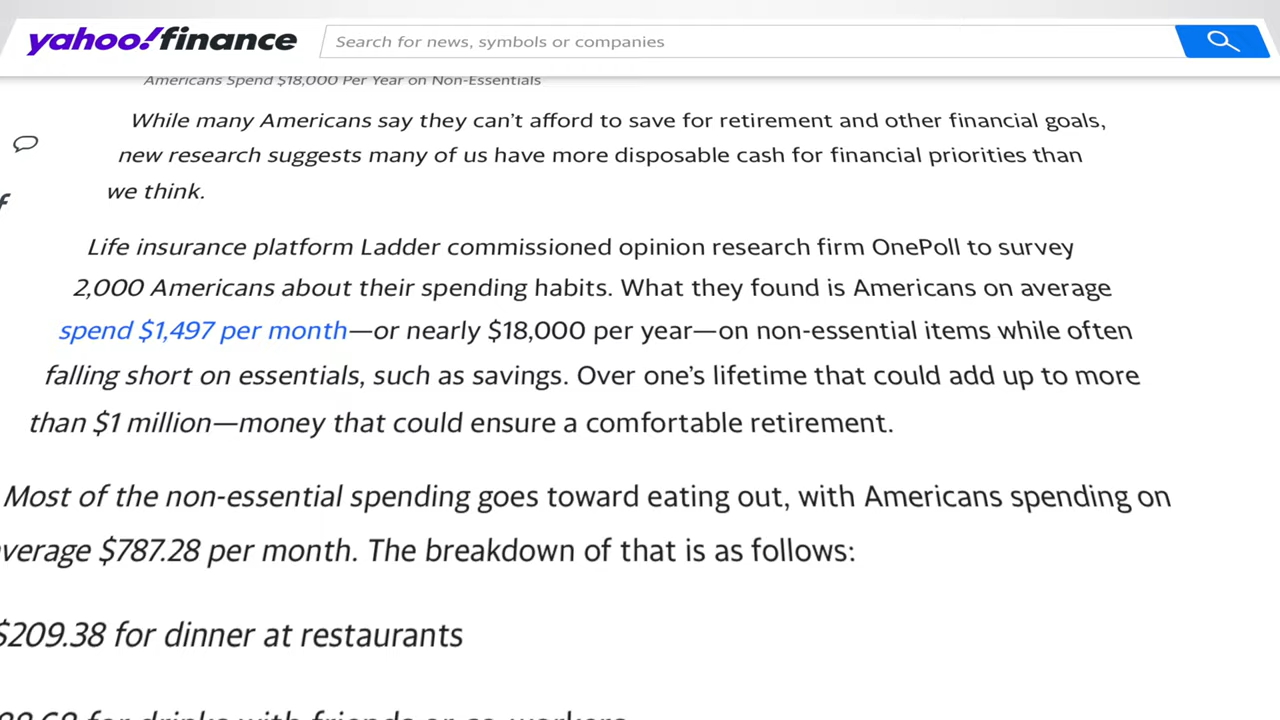 yahoo!finance
Search for news, symbols or companies
Americans Spend $18,000 Per Year on Non-Essentials
While many Americans say they can't afford to save for retirement and other financial goals,
new research suggests many of us have more disposable cash for financial priorities than
we think.
Life insurance platform Ladder commissioned opinion research firm OnePoll to survey
2,000 Americans about their spending habits. What they found is Americans on average
spend $1,497 per month—or nearly $18,000 per year—on non-essential items while often
falling short on essentials, such as savings. Over one's lifetime that could add up to more
than $1 million—money that could ensure a comfortable retirement.
Most of the non-essential spending goes toward eating out, with Americans spending on
verage $787.28 per month. The breakdown of that is as follows:
$209.38 for dinner at restaurants
for drinks with friends or co-workers